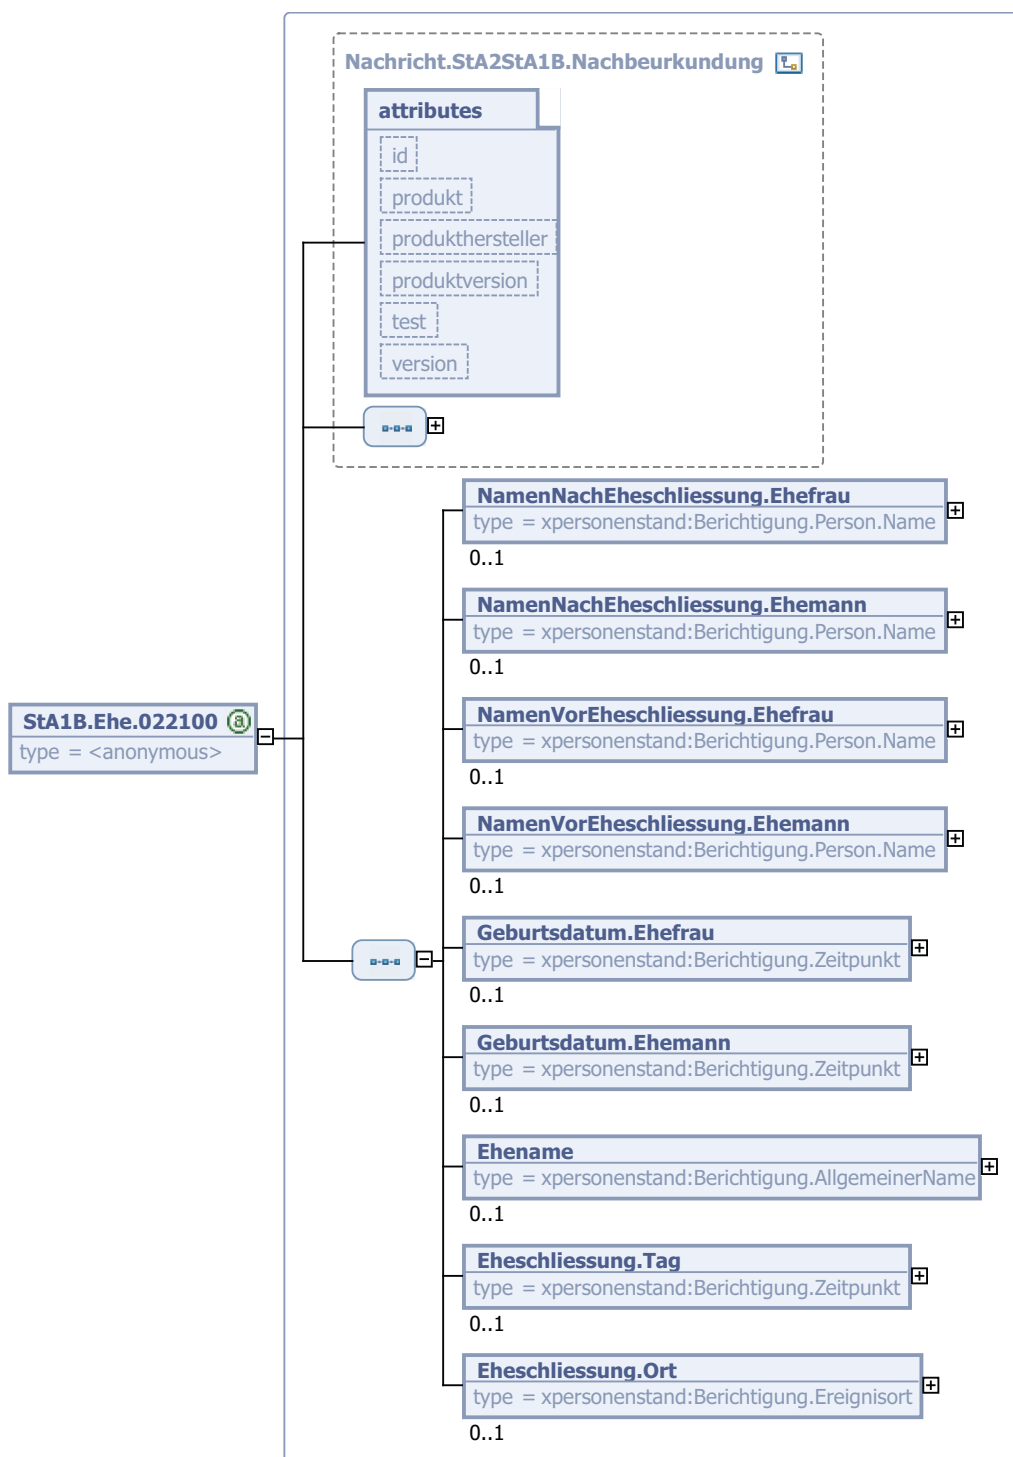 Nachricht.StA2StA1B.Nachbeurkundung
attributes
id
produkt
produkthersteller
produktversion
test
version
NamenNachEheschliessung.Ehefrau
type = xpersonenstand:Berichtigung.Person.Name
0..1
NamenNachEheschliessung.Ehemann
type = xpersonenstand:Berichtigung.Person.Name
0..1
StA1B.Ehe.022100
type = <anonymous>
NamenVorEheschliessung.Ehefrau
type = xpersonenstand:Berichtigung.Person.Name
0..1
NamenVorEheschliessung.Ehemann
type = xpersonenstand:Berichtigung.Person.Name
0..1
Geburtsdatum.Ehefrau
type = xpersonenstand:Berichtigung.Zeitpunkt
0..1
Geburtsdatum.Ehemann
type = xpersonenstand:Berichtigung.Zeitpunkt
0..1
Ehename
type = xpersonenstand:Berichtigung.AllgemeinerName
0..1
Eheschliessung.Tag
type = xpersonenstand:Berichtigung.Zeitpunkt
0..1
Eheschliessung.Ort
type = xpersonenstand:Berichtigung.Ereignisort
0..1